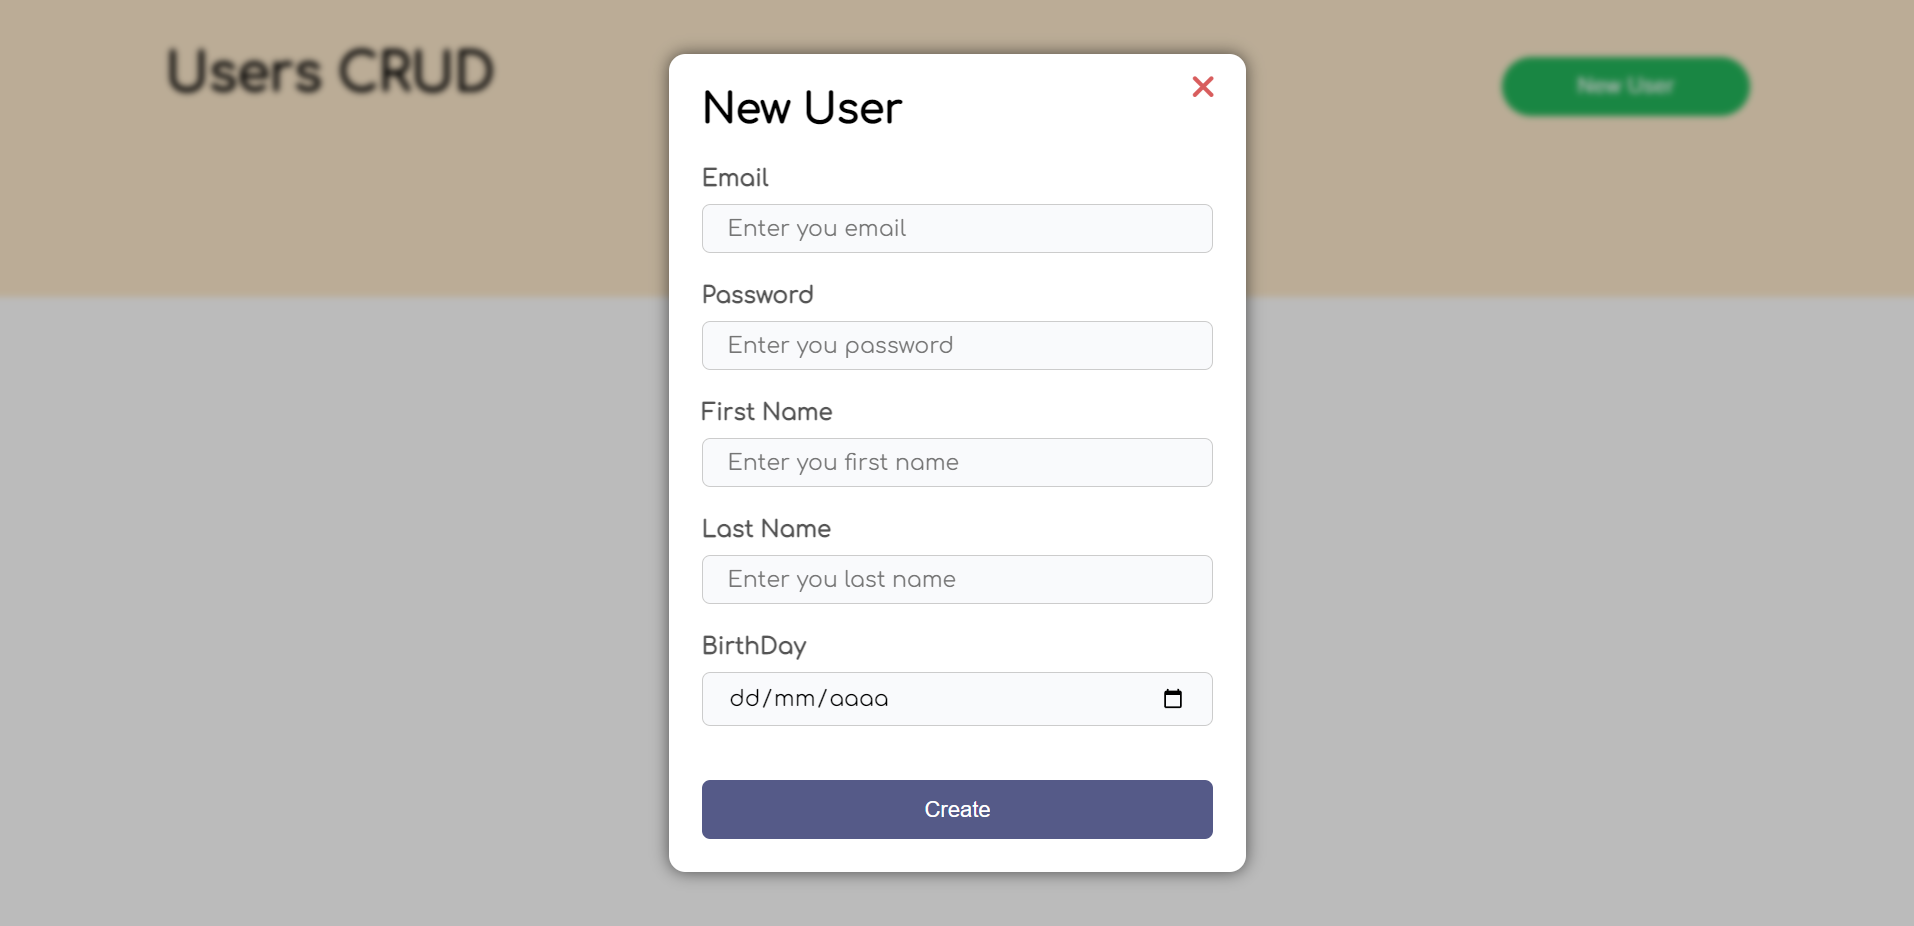 Users CRUD
New User
New User
Email
Enter you email
Password
Enter you password
First Name
Enter you first name
Last Name
Enter you last name
BirthDay
dd/mm/aaaa
Create